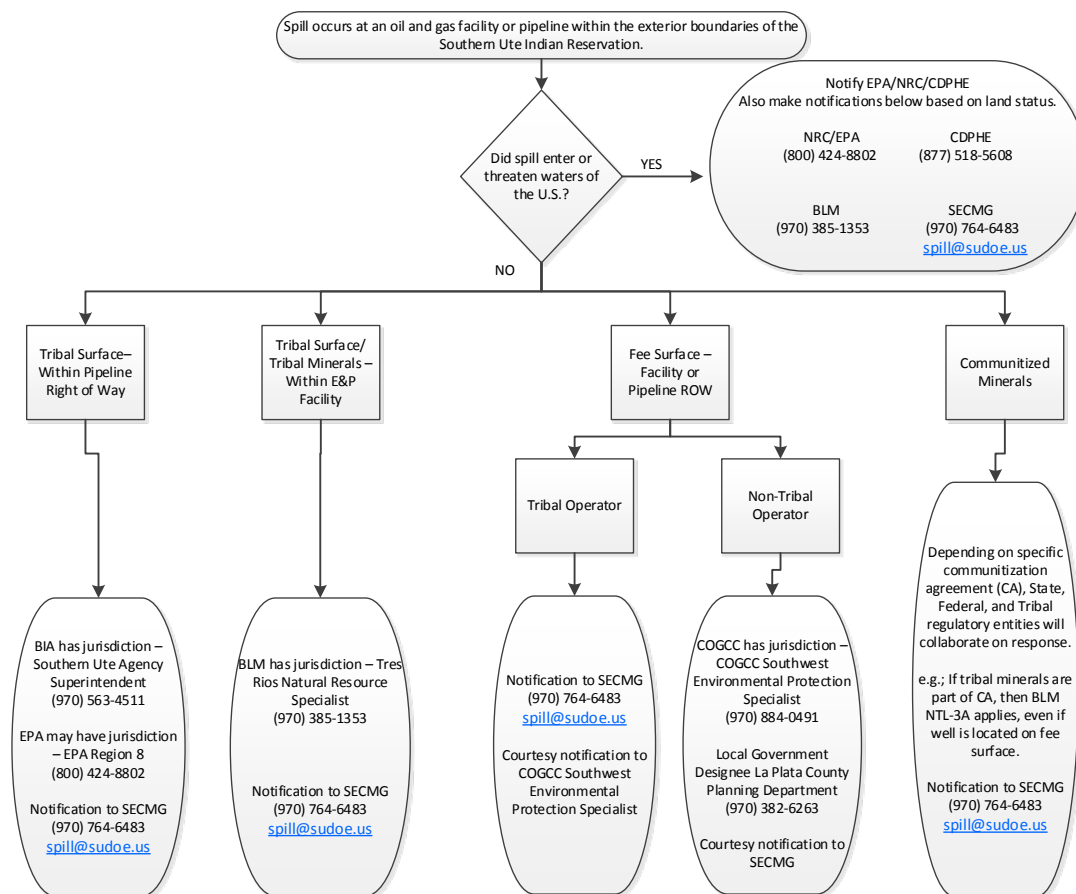 Spill occurs at an oil and gas facility or pipeline within the exterior boundaries of the
Southern Ute Indian Reservation.
Notify EPA/NRC/CDPHE
Also make notifications below based on land status.
NRC/EPA
(800) 424-8802
CDPHE
(877) 518-5608
BLM
(970) 385-1353
SECMG
(970) 764-6483
spill@sudoe.us
Did spill enter or
threaten waters of
the U.S.?
YES
NO
Tribal Surface–
Within Pipeline
Right of Way
Tribal Surface/
Tribal Minerals –
Within E&P
Facility
Fee Surface –
Facility or
Pipeline ROW
Communitized
Minerals
Tribal Operator
Non-Tribal
Operator
BIA has jurisdiction –
Southern Ute Agency
Superintendent
(970) 563-4511
EPA may have jurisdiction
– EPA Region 8
(800) 424-8802
Notification to SECMG
(970) 764-6483
spill@sudoe.us
BLM has jurisdiction – Tres
Rios Natural Resource
Specialist
(970) 385-1353
Notification to SECMG
(970) 764-6483
spill@sudoe.us
Notification to SECMG
(970) 764-6483
spill@sudoe.us
Courtesy notification to
COGCC Southwest
Environmental
Protection Specialist
COGCC has jurisdiction –
COGCC Southwest
Environmental Protection
Specialist
(970) 884-0491
Local Government
Designee La Plata County
Planning Department
(970) 382-6263
Courtesy notification to
SECMG
Depending on specific
communitization
agreement (CA), State,
Federal, and Tribal
regulatory entities will
collaborate on response.
e.g.; If tribal minerals are
part of CA, then BLM
NTL-3A applies, even if
well is located on fee
surface.
Notification to SECMG
(970) 764-6483
spill@sudoe.us